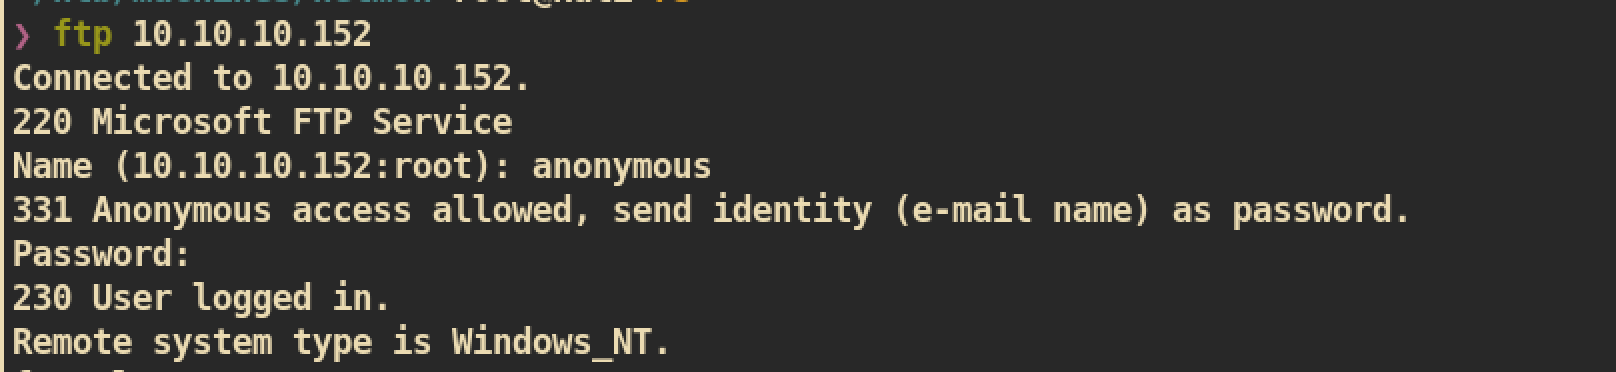 ❯ ftp 10.10.10.152
Connected to 10.10.10.152.
220 Microsoft FTP Service
Name (10.10.10.152:root): anonymous
331 Anonymous access allowed, send identity (e-mail name) as password.
Password:
230 User logged in.
Remote system type is Windows_NT.